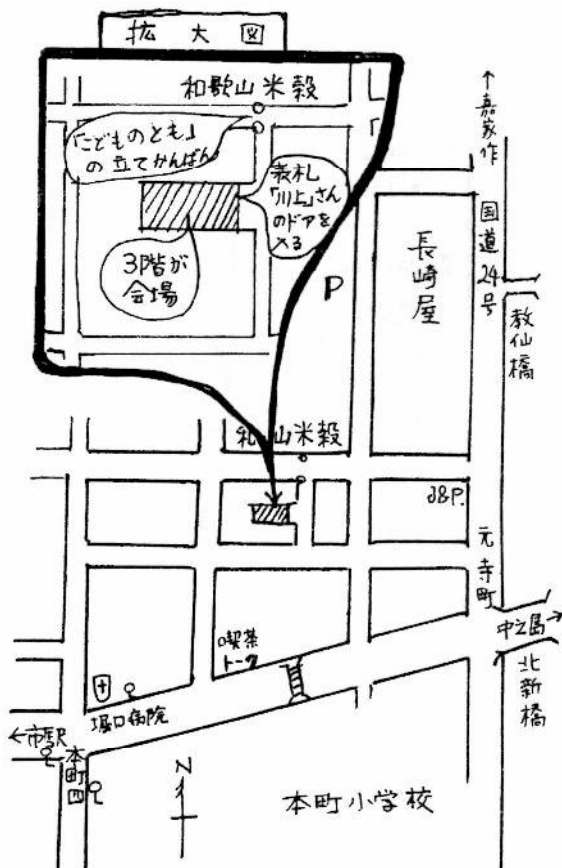 拡大図
和歌山米穀
「こどものとも」
の立てかんばん
表札
「川上」さん
のドアを
入る
3階が
会場
P
↑嘉家作
国道24号
長崎屋
教仙橋
和歌山米穀
J&P.
元寺町
中之島→
北新橋
喫茶
トーク
堀口病院
←市駅
本町四
N
本町小学校